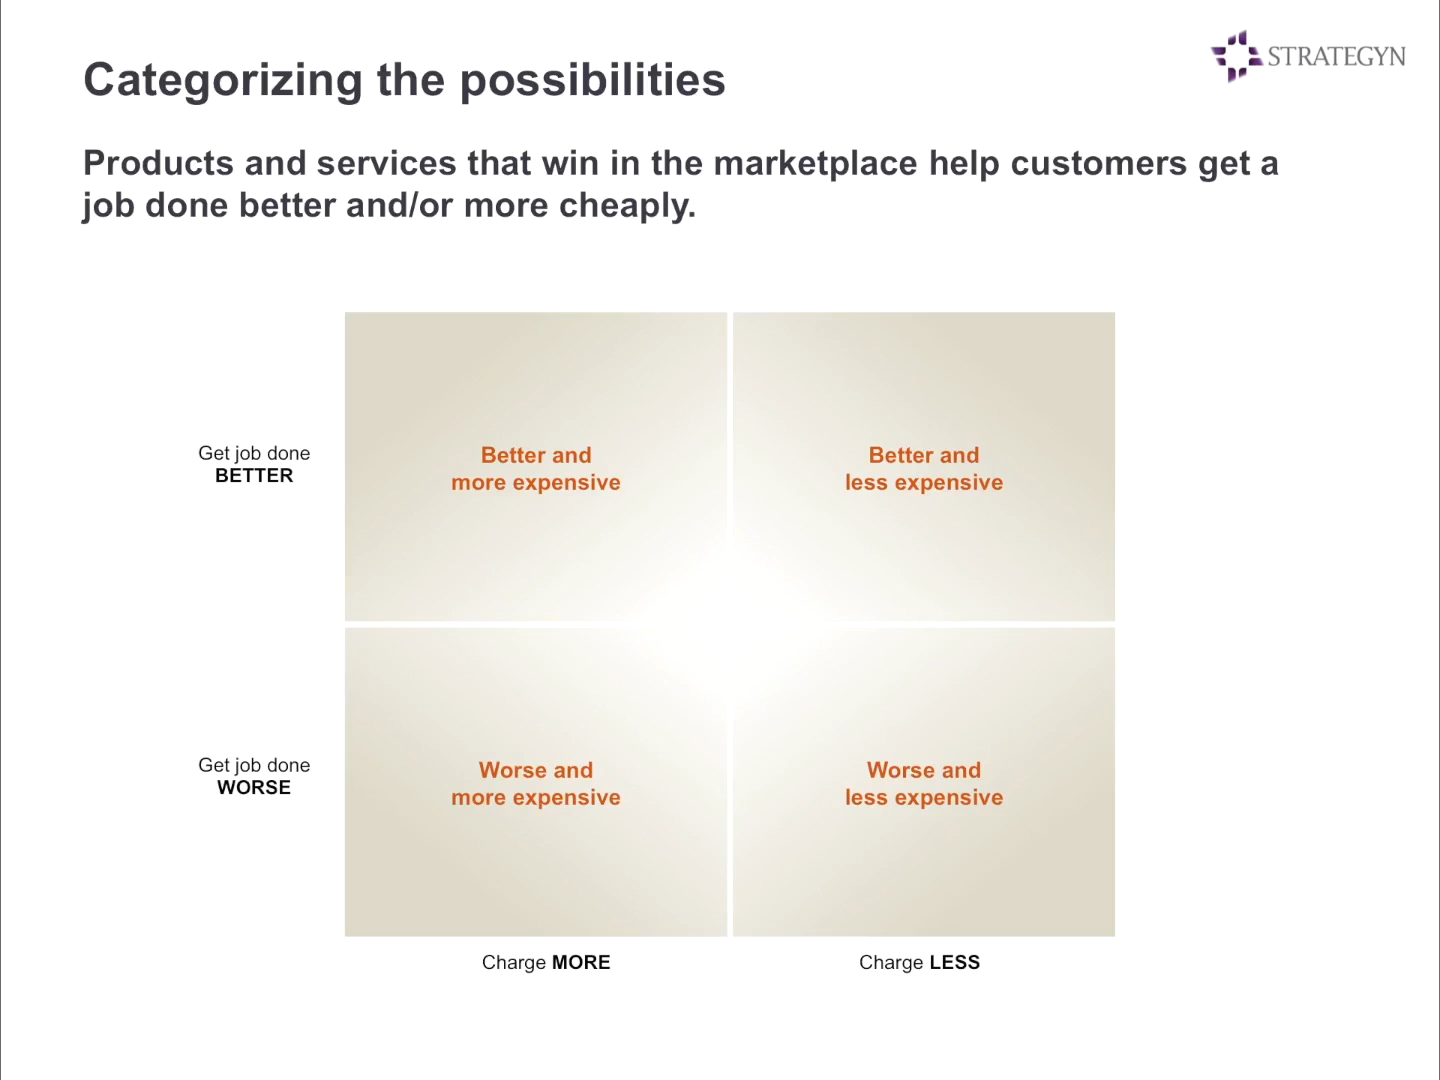 STRATEGYN
Categorizing the possibilities
Products and services that win in the marketplace help customers get a
job done better and/or more cheaply.
Get job done
BETTER
Better and
more expensive
Better and
less expensive
Get job done
WORSE
Worse and
more expensive
Worse and
less expensive
Charge MORE
Charge LESS